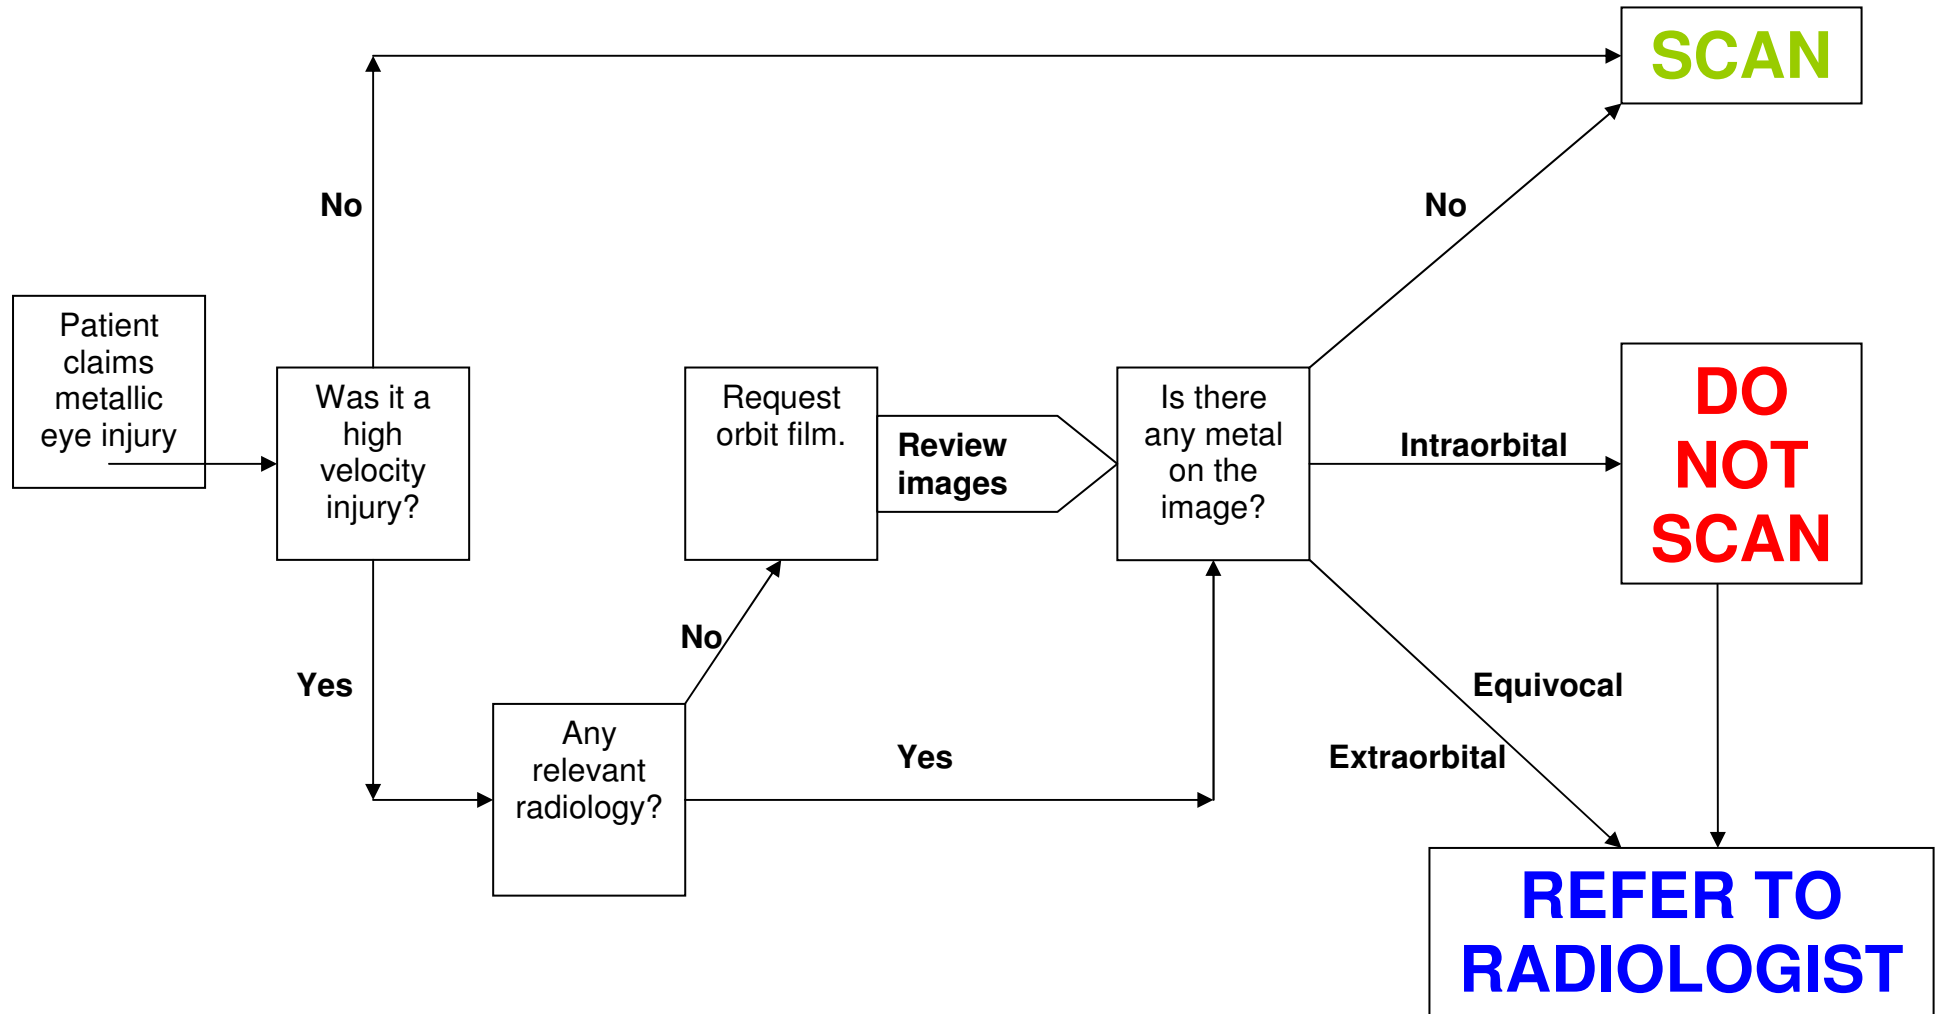 SCAN
No
No
Patient
claims
metallic
eye injury
Was it a
high
velocity
injury?
Request
orbit film.
Review
images
Is there
any metal
on the
image?
Intraorbital
DO
NOT
SCAN
No
Yes
Equivocal
Any
relevant
radiology?
Yes
Extraorbital
REFER TO
RADIOLOGIST